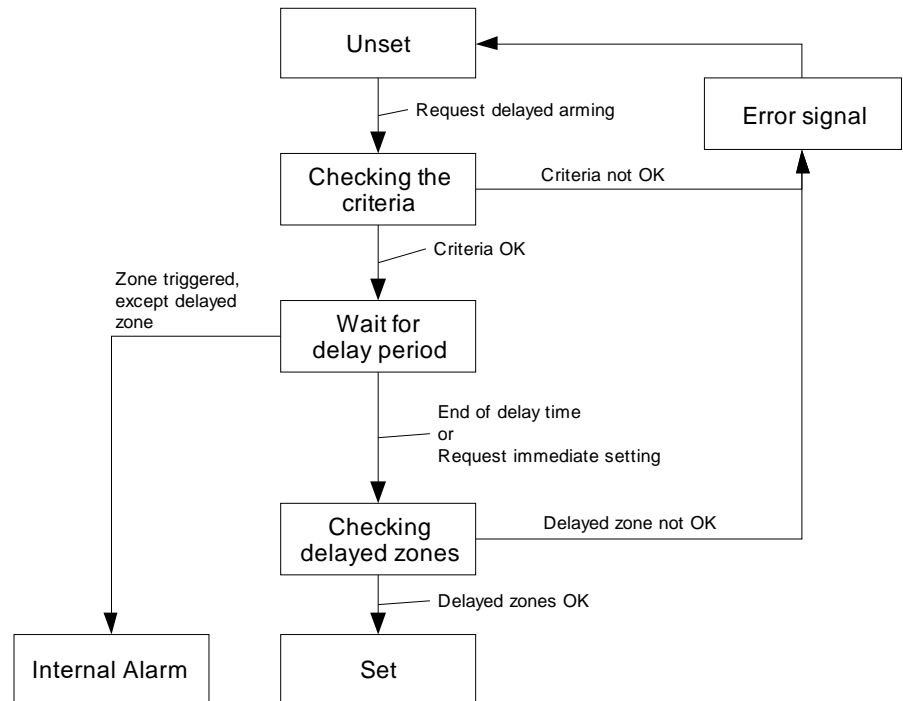 Unset
Request delayed arming
Error signal
Checking the
criteria
Criteria not OK
Criteria OK
Zone triggered,
except delayed
zone
Wait for
delay period
End of delay time
or
Request immediate setting
Checking
delayed zones
Delayed zone not OK
Delayed zones OK
Internal Alarm
Set